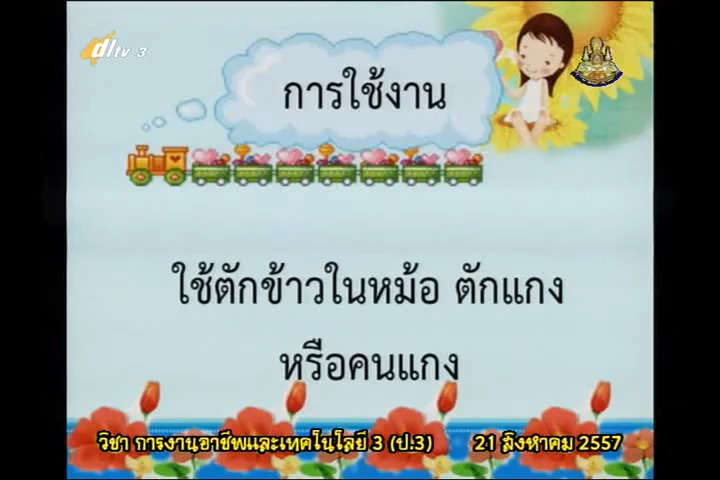 dltv 3
การใช้งาน
ใช้ตักข้าวในหม้อ ตักแกง
หรือคนแกง
วิชา การงานอาชีพและเทคโนโลยี 3 (ป.3) 21 สิงหาคม 2557